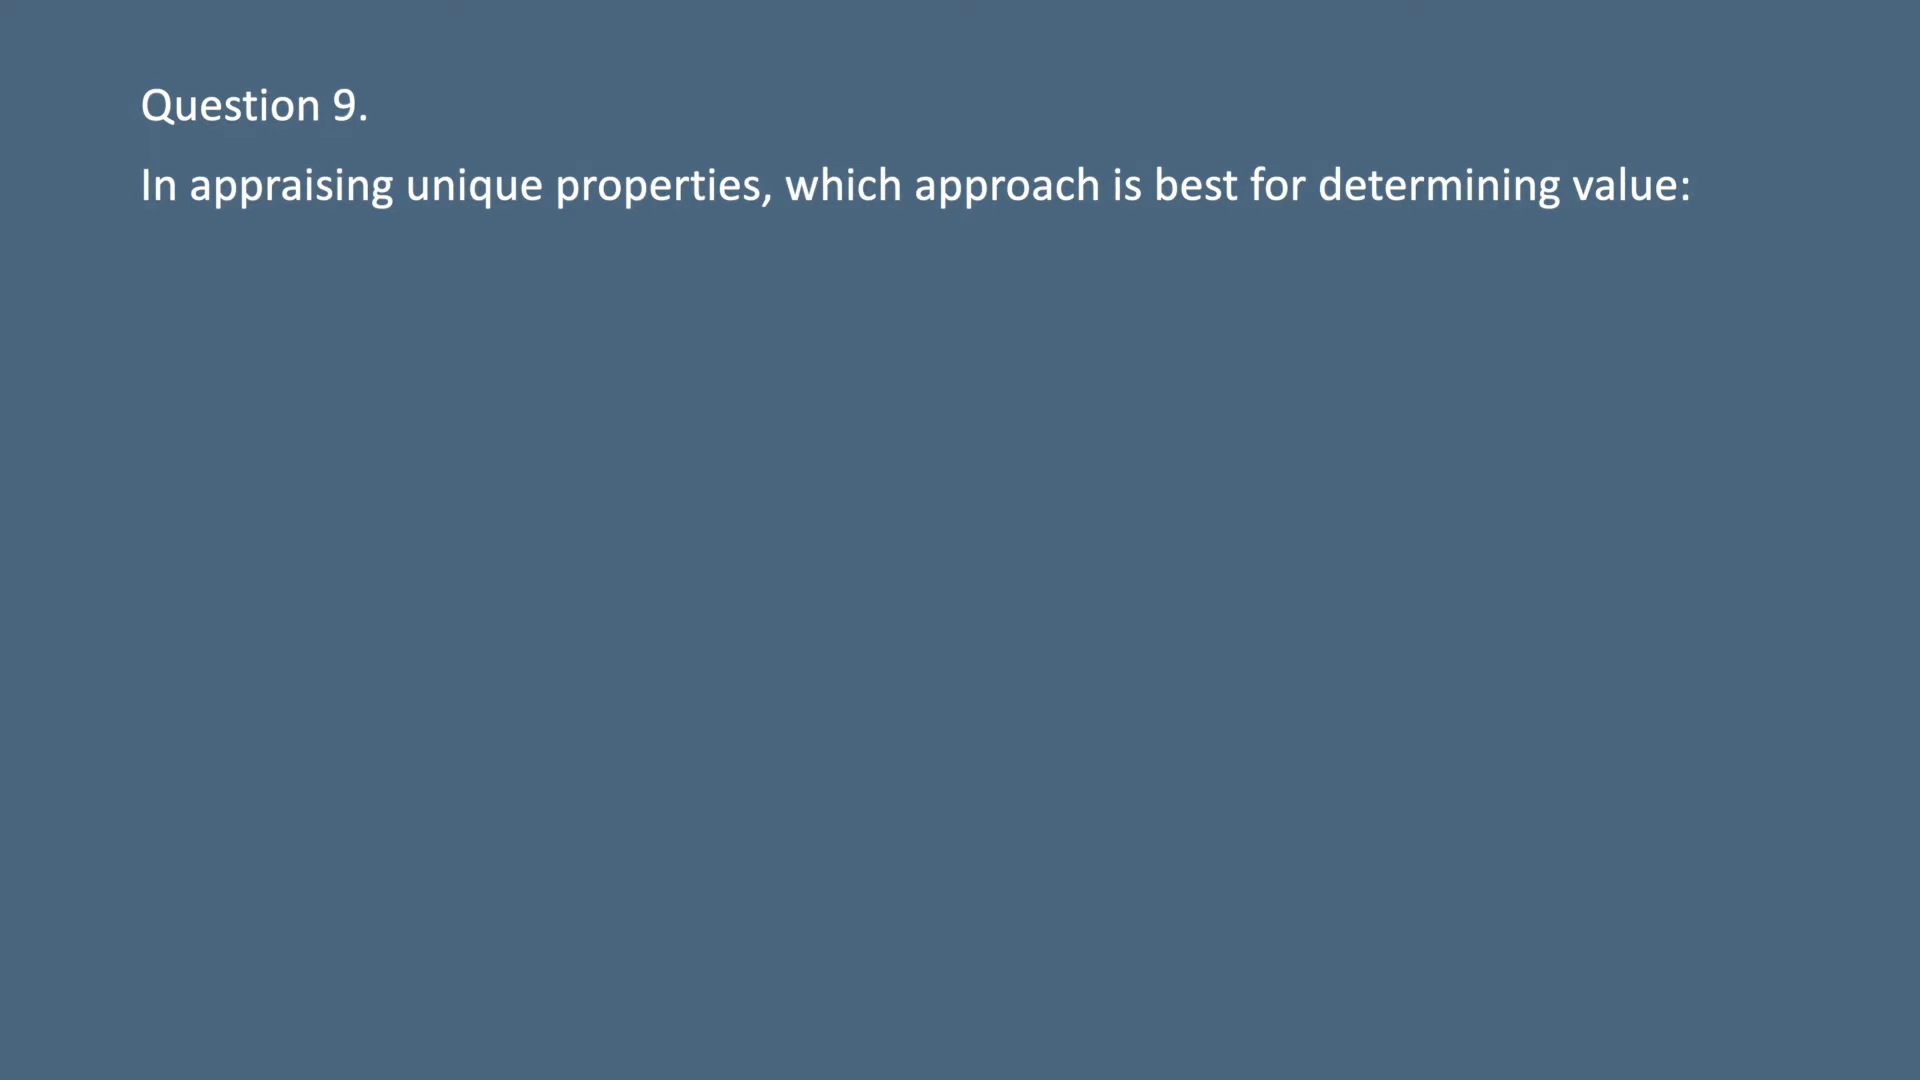 Question 9.
In appraising unique properties, which approach is best for determining value: